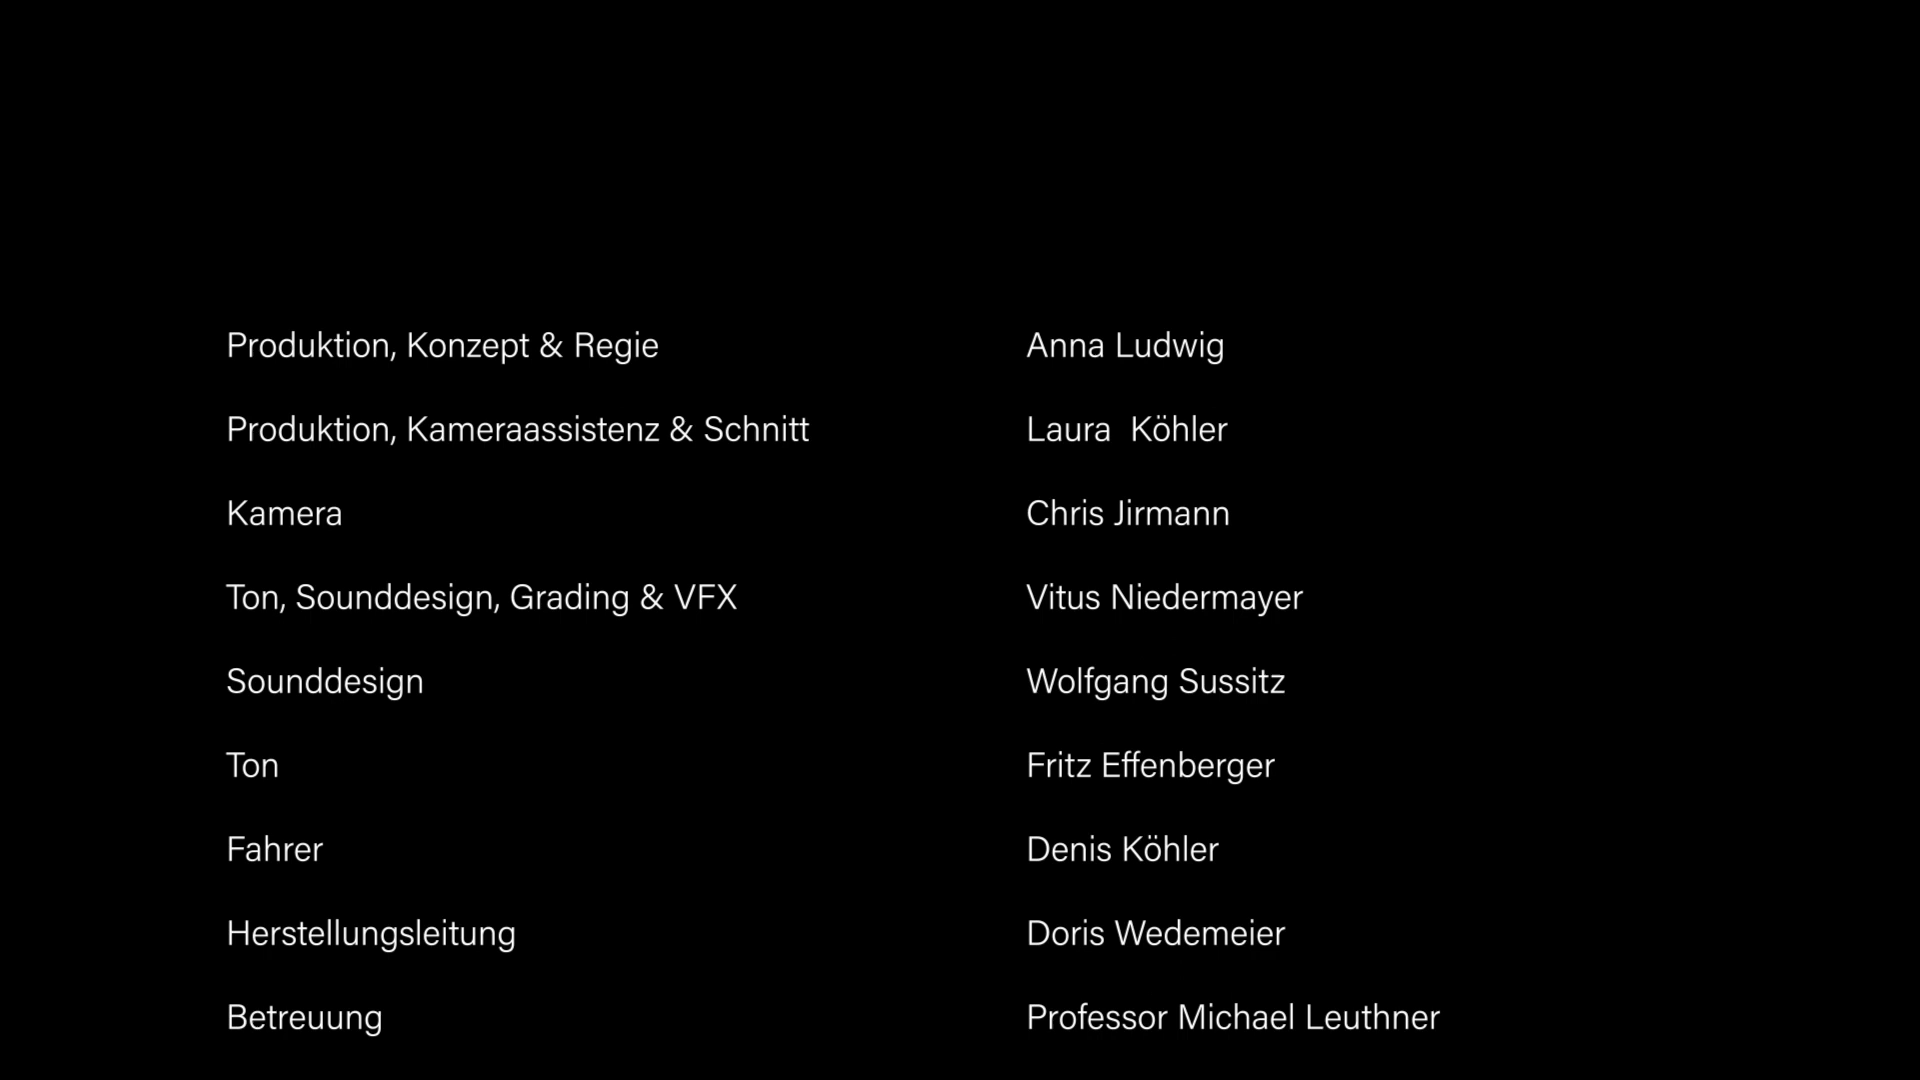 Produktion, Konzept & Regie Anna Ludwig
Produktion, Kameraassistenz & Schnitt Laura  Köhler
Kamera Chris Jirmann
Ton, Sounddesign, Grading & VFX Vitus Niedermayer
Sounddesign Wolfgang Sussitz
Ton Fritz Effenberger
Fahrer Denis Köhler
Herstellungsleitung Doris Wedemeier
Betreuung Professor Michael Leuthner